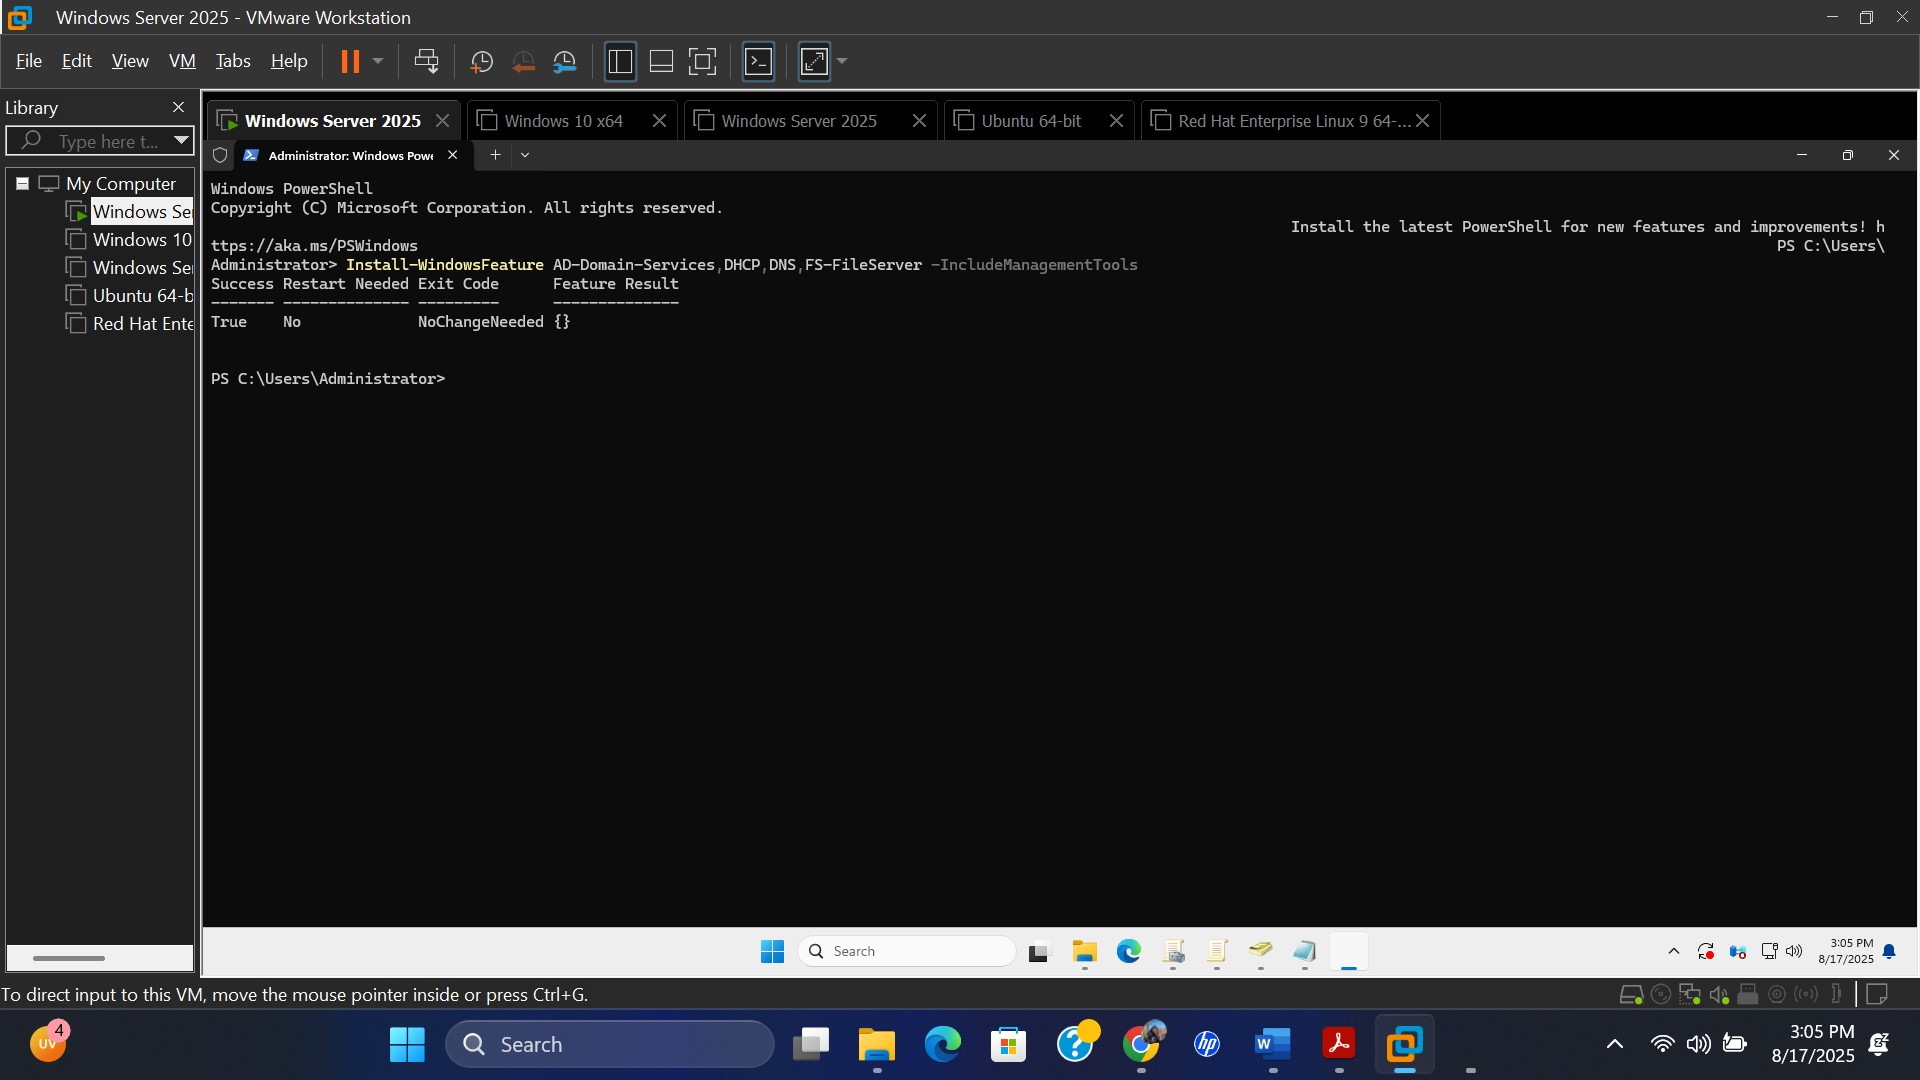 Windows Server 2025 - VMware Workstation
File Edit View VM Tabs Help
Library
Type here t...
My Computer
Windows Ser
Windows 10
Windows Ser
Ubuntu 64-b
Red Hat Ente
Windows Server 2025
Windows 10 x64
Windows Server 2025
Ubuntu 64-bit
Red Hat Enterprise Linux 9 64-...
Administrator: Windows Powe
Windows PowerShell
Copyright (C) Microsoft Corporation. All rights reserved.
Install the latest PowerShell for new features and improvements! h
ttps://aka.ms/PSWindows
PS C:\Users\
Administrator> Install-WindowsFeature AD-Domain-Services,DHCP,DNS,FS-FileServer -IncludeManagementTools
Success Restart Needed Exit Code Feature Result
------- -------------- --------- --------------
True No NoChangeNeeded {}
PS C:\Users\Administrator>
Search
3:05 PM
8/17/2025
To direct input to this VM, move the mouse pointer inside or press Ctrl+G.
UV
4
Search
hp
W
3:05 PM
8/17/2025